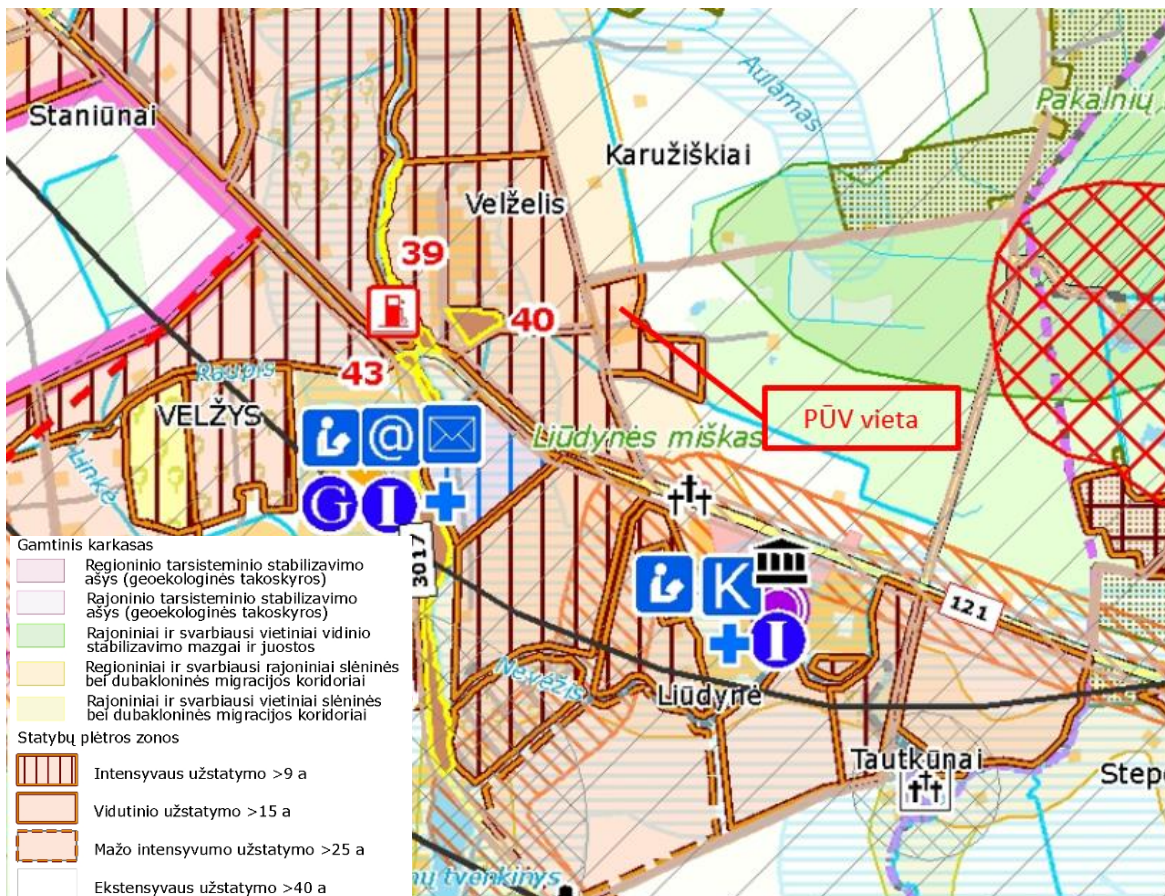 Aulamas
Pakalnių
Staniūnai
Karužiškiai
Velželis
39
40
43
Raupis
VELŽYS
PŪV vieta
Liūdynės miškas
Linkė
@
G I
3017
K
I
121
Nevėžis
Liūdynė
Tautkūnai
Step
ų tvenkinys
Gamtinis karkasas
Regioninio tarsisteminio stabilizavimo
ašys (geoekologinės takoskyros)
Rajoninio tarsisteminio stabilizavimo
ašys (geoekologinės takoskyros)
Rajoniniai ir svarbiausi vietiniai vidinio
stabilizavimo mazgai ir juostos
Regioniniai ir svarbiausi rajoniniai slėninės
bei dubakloninės migracijos koridoriai
Rajoniniai ir svarbiausi vietiniai slėninės
bei dubakloninės migracijos koridoriai
Statybų plėtros zonos
Intensyvaus užstatymo >9 a
Vidutinio užstatymo >15 a
Mažo intensyvumo užstatymo >25 a
Ekstensyvaus užstatymo >40 a